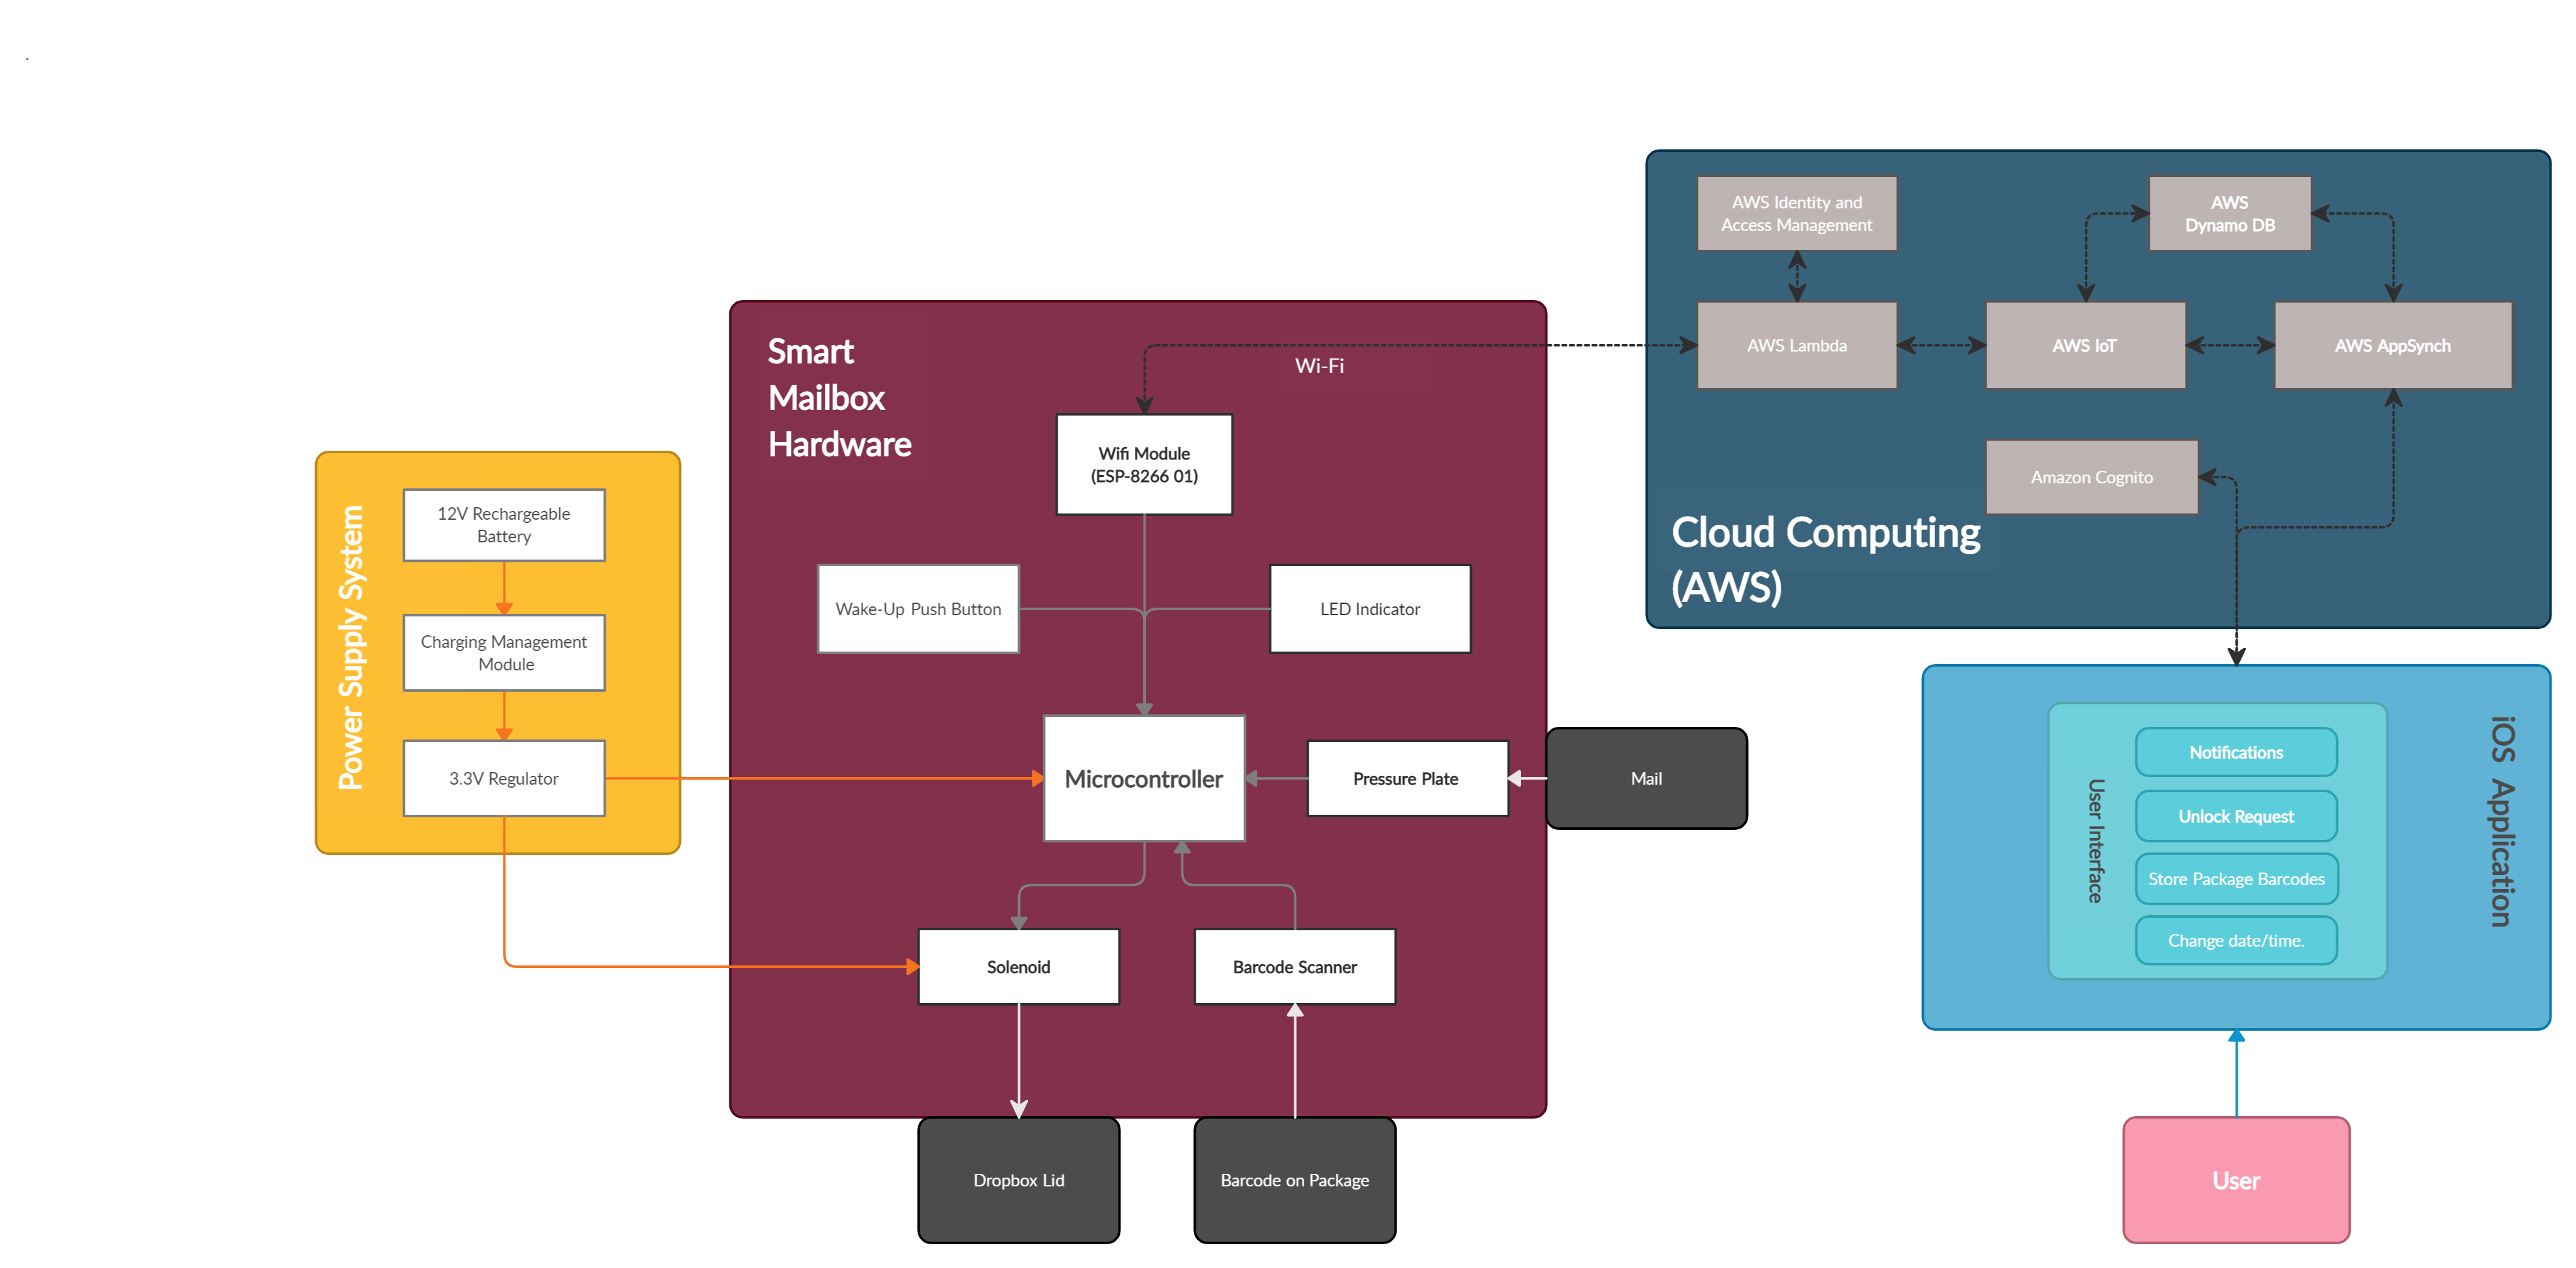 Smart
Mailbox
Hardware
Wi-Fi
Wifi Module
(ESP-8266 01)
Wake-Up Push Button
LED Indicator
Microcontroller
Pressure Plate
Mail
Solenoid
Barcode Scanner
Dropbox Lid
Barcode on Package
Power Supply System
12V Rechargeable
Battery
Charging Management
Module
3.3V Regulator
AWS Identity and
Access Management
AWS
Dynamo DB
AWS Lambda
AWS IoT
AWS AppSynch
Amazon Cognito
Cloud Computing
(AWS)
iOS Application
User Interface
Notifications
Unlock Request
Store Package Barcodes
Change date/time.
User